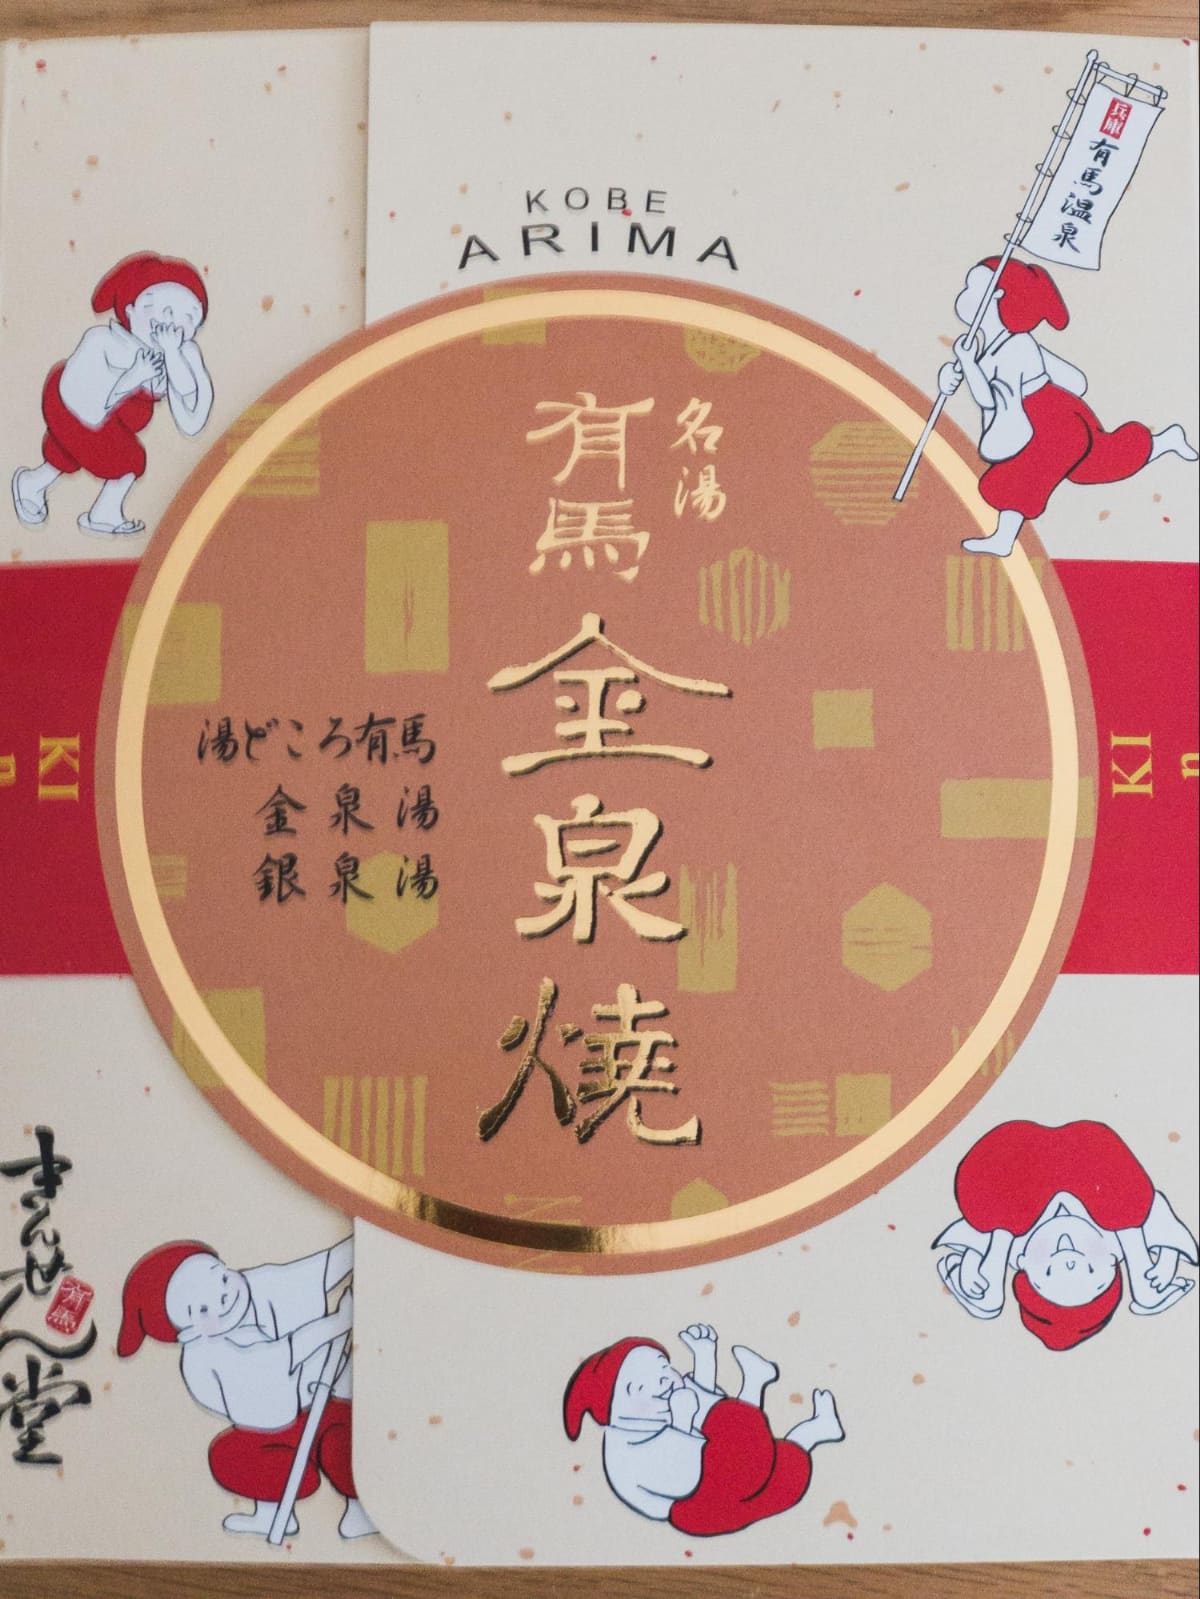 KOBE
ARIMA
兵庫
有馬温泉
名湯
有馬
金泉焼
湯どころ有馬
金泉湯
銀泉湯
KI
n
KI
n
きんせん堂
有馬